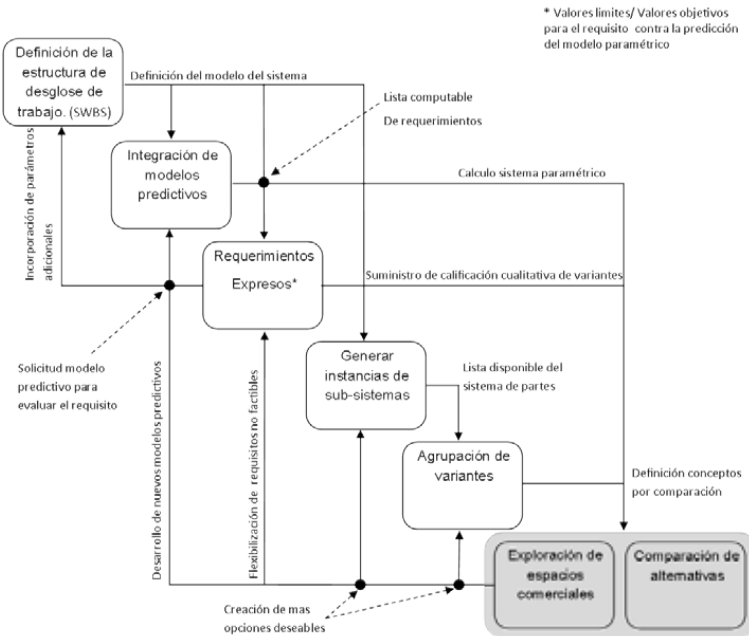 * Valores limites/ Valores objetivos
para el requisito contra la predicción
del modelo paramétrico
Definición de la
estructura de
desglose de
trabajo. (SWBS)
Definición del modelo del sistema
Lista computable
De requerimientos
Integración de
modelos
predictivos
Calculo sistema paramétrico
Incorporación de parámetros
adicionales
Requerimientos
Expresos*
Suministro de calificación cualitativa de variantes
Solicitud modelo
predictivo para
evaluar el requisito
Generar
instancias de
sub-sistemas
Lista disponible del
sistema de partes
Desarrollo de nuevos modelos predictivos
Flexibilización de requisitos no factibles
Agrupación de
variantes
Definición conceptos
por comparación
Exploración de
espacios
comerciales
Comparación de
alternativas
Creación de mas
opciones deseables